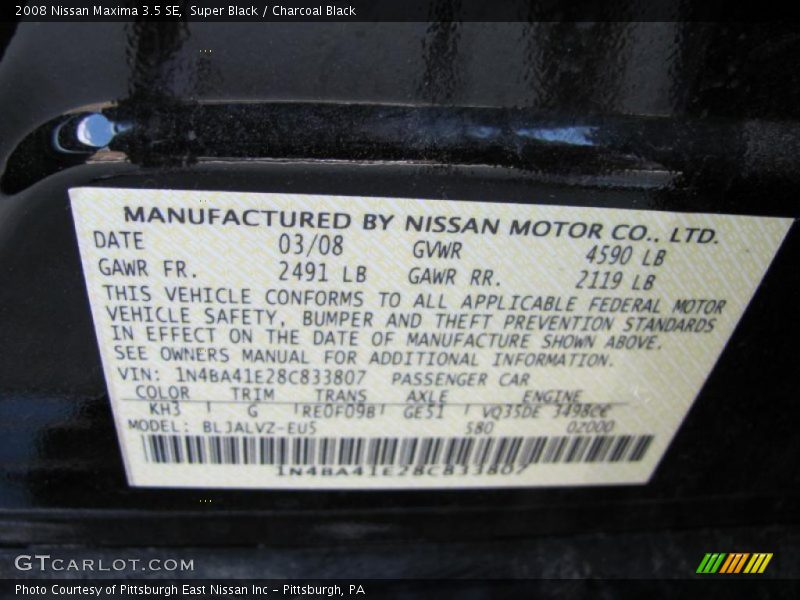 2008 Nissan Maxima 3.5 SE, Super Black / Charcoal Black
MANUFACTURED BY NISSAN MOTOR CO., LTD.
DATE 03/08 GVWR 4590 LB
GAWR FR. 2491 LB GAWR RR. 2119 LB
THIS VEHICLE CONFORMS TO ALL APPLICABLE FEDERAL MOTOR
VEHICLE SAFETY, BUMPER AND THEFT PREVENTION STANDARDS
IN EFFECT ON THE DATE OF MANUFACTURE SHOWN ABOVE.
SEE OWNERS MANUAL FOR ADDITIONAL INFORMATION.
VIN: 1N4BA41E28C833807 PASSENGER CAR
COLOR TRIM TRANS AXLE ENGINE
KH3 G RE0F09B GE51 VQ35DE 3498CC
MODEL: BLJALVZ-EU5 580 02000
1N4BA41E28C833807
GTCARLOT.COM
Photo Courtesy of Pittsburgh East Nissan Inc - Pittsburgh, PA